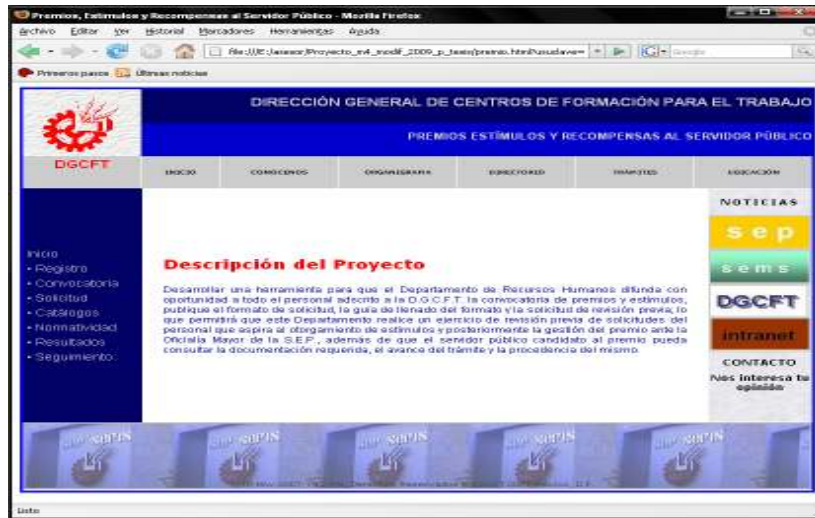 Premios, Estimulos y Recompensas al Servidor Público - Mozilla Firefox
Archivo Editar Ver Historial Marcadores Herramientas Ayuda
Google
Primeros pasos Últimas noticias
DIRECCIÓN GENERAL DE CENTROS DE FORMACIÓN PARA EL TRABAJO
PREMIOS ESTÍMULOS Y RECOMPENSAS AL SERVIDOR PÚBLICO
DGCFT
INICIO CONOCENOS ORGANIGRAMA DIRECTORIO TRÁMITES UBICACIÓN
Inicio
• Registro
• Convocatoria
• Solicitud
• Catálogos
• Normatividad
• Resultados
• Seguimiento:
Descripción del Proyecto
Desarrollar una herramienta para que el Departamento de Recursos Humanos difunda con
oportunidad a todo el personal adscrito a la D.G.C.F.T. la convocatoria de premios y estímulos,
publique el formato de solicitud, la guía de llenado del formato y la solicitud de revisión previa; lo
que permitirá que este Departamento realice un ejercicio de revisión previa de solicitudes del
personal que aspira al otorgamiento de estímulos y posteriormente la gestión del premio ante la
Oficialía Mayor de la S.E.P., además de que el servidor público candidato al premio pueda
consultar la documentación requerida, el avance del trámite y la procedencia del mismo.
NOTICIAS
sep
sems
DGCFT
intranet
CONTACTO
Nos interesa tu
opinión
Listo